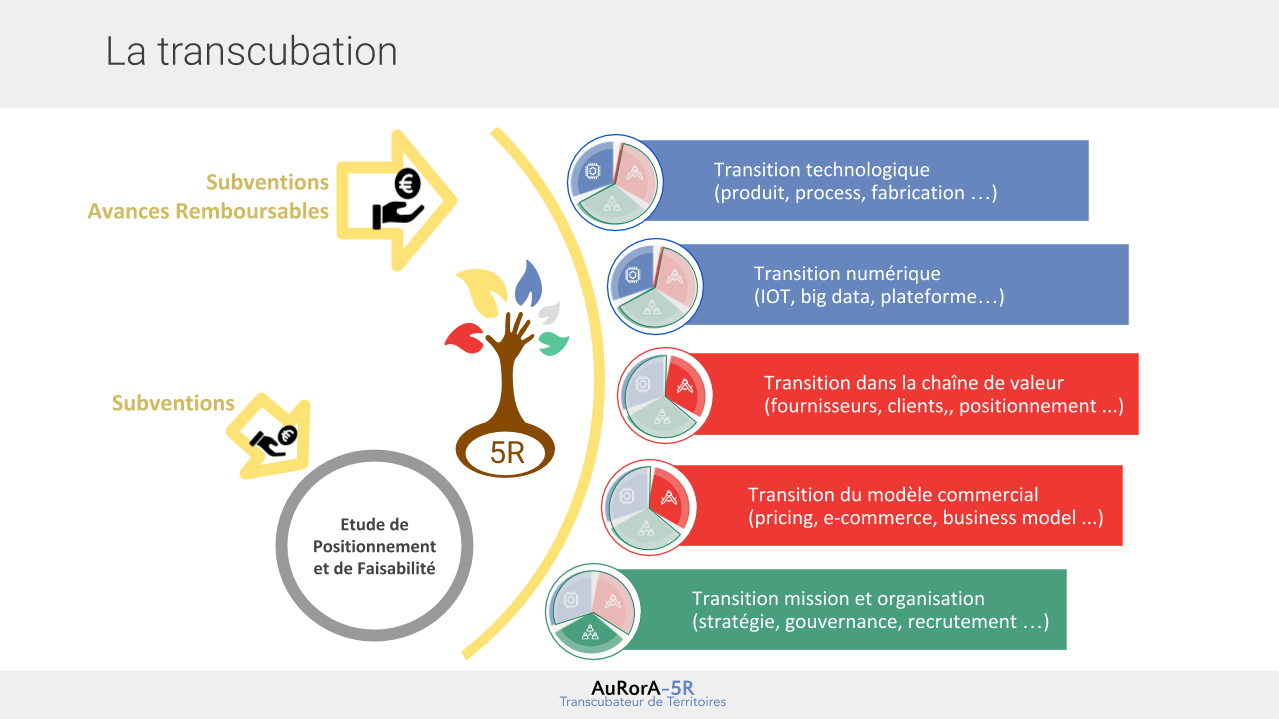 La transcubation
Subventions
Avances Remboursables
Subventions
5R
Etude de
Positionnement
et de Faisabilité
Transition technologique
(produit, process, fabrication …)
Transition numérique
(IOT, big data, plateforme…)
Transition dans la chaîne de valeur
(fournisseurs, clients,, positionnement ...)
Transition du modèle commercial
(pricing, e-commerce, business model ...)
Transition mission et organisation
(stratégie, gouvernance, recrutement …)
AuRorA-5R
Transcubateur de Territoires